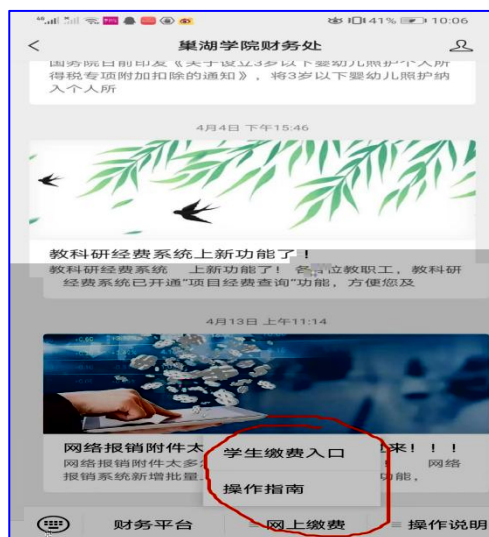 41% 10:06
巢湖学院财务处
国务院日前印发《关于设立3岁以下婴幼儿照护个人所
得税专项附加扣除的通知》，将3岁以下婴幼儿照护纳
入个人所
4月4日 下午15:46
教科研经费系统上新功能了！
教科研经费系统 上新功能了! 各 位教职工，教科研
经费系统已开通“项目经费查询”功能，方便您及
4月13日 上午11:14
网络报销附件太 来！！！
网络报销附件太多 ！ 网络
报销系统新增批量 功能，
学生缴费入口
操作指南
财务平台 网上缴费 操作说明